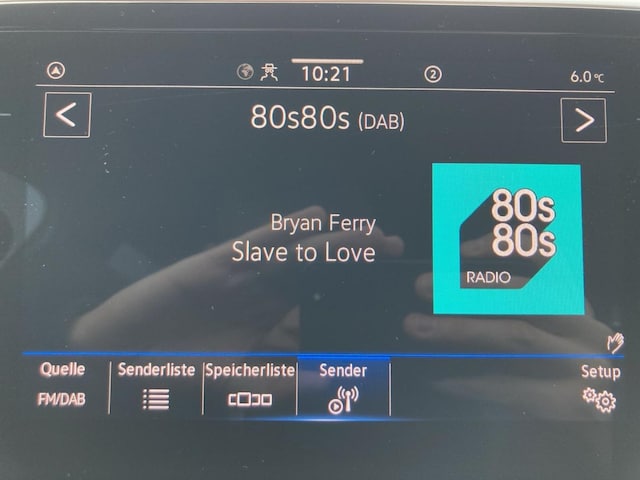 10:21
2
6.0 °C
< 80s80s (DAB) >
Bryan Ferry
Slave to Love
80s
80s
RADIO
Quelle Senderliste Speicherliste Sender Setup
FM/DAB